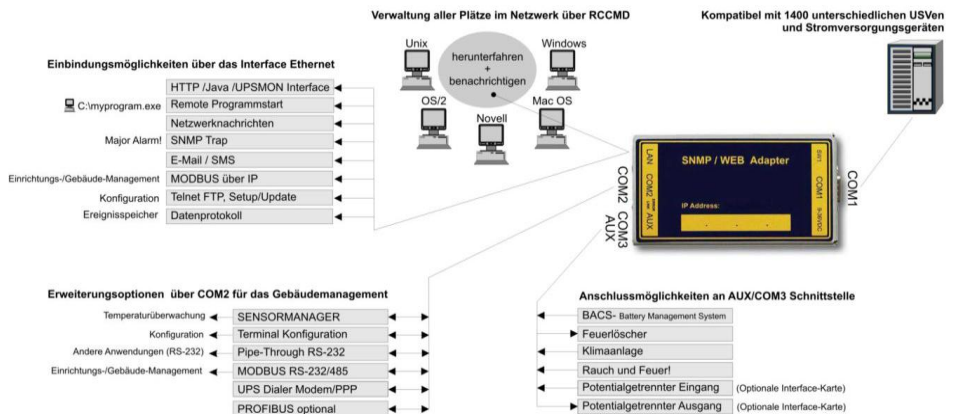 Verwaltung aller Plätze im Netzwerk über RCCMD
Kompatibel mit 1400 unterschiedlichen USVen
und Stromversorgungsgeräten
Unix
Windows
herunterfahren
+
benachrichtigen
OS/2
Mac OS
Novell
Einbindungsmöglichkeiten über das Interface Ethernet
HTTP /Java /UPSMON Interface
C:\myprogram.exe Remote Programmstart
Netzwerknachrichten
Major Alarm! SNMP Trap
E-Mail / SMS
Einrichtungs-/Gebäude-Management MODBUS über IP
Konfiguration Telnet FTP, Setup/Update
Ereignisspeicher Datenprotokoll
COM2
COM3
AUX
LAN
COM2
AUX
SNMP / WEB Adapter
IP Address:
. . .
COM1
9-36VDC
COM1
Erweiterungsoptionen über COM2 für das Gebäudemanagement
Temperaturüberwachung SENSORMANAGER
Konfiguration Terminal Konfiguration
Andere Anwendungen (RS-232) Pipe-Through RS-232
Einrichtungs-/Gebäude-Management MODBUS RS-232/485
UPS Dialer Modem/PPP
PROFIBUS optional
Anschlussmöglichkeiten an AUX/COM3 Schnittstelle
BACS- Battery Management System
Feuerlöscher
Klimaanlage
Rauch und Feuer!
Potentialgetrennter Eingang (Optionale Interface-Karte)
Potentialgetrennter Ausgang (Optionale Interface-Karte)